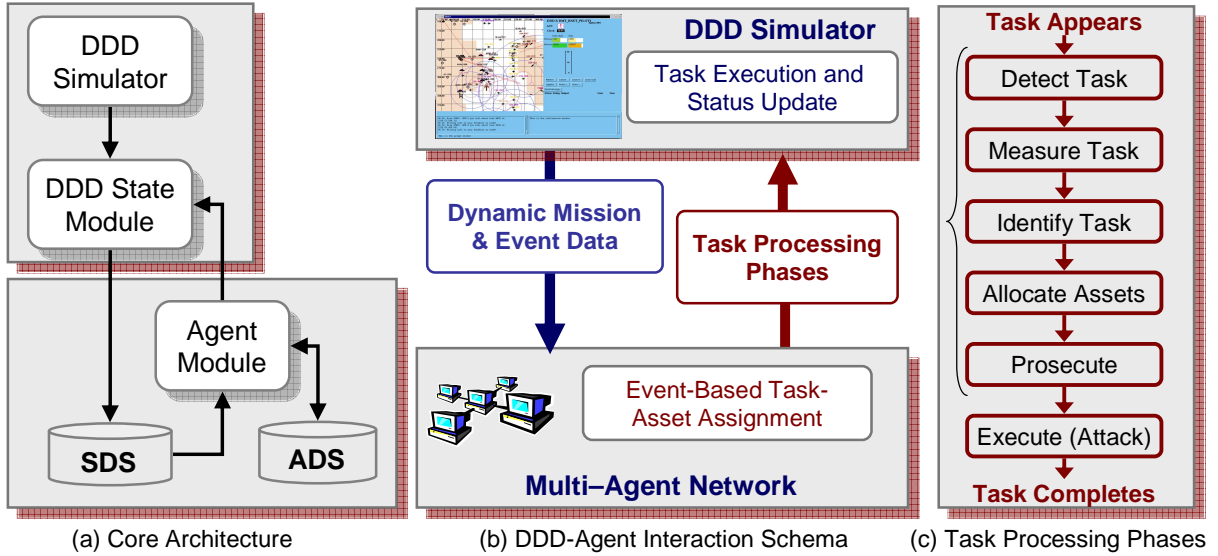 DDD
Simulator
DDD State
Module
Agent
Module
SDS
ADS
(a) Core Architecture
DDD Simulator
Task Execution and
Status Update
Dynamic Mission
& Event Data
Task Processing
Phases
Event-Based Task-
Asset Assignment
Multi–Agent Network
(b) DDD-Agent Interaction Schema
Task Appears
Detect Task
Measure Task
Identify Task
Allocate Assets
Prosecute
Execute (Attack)
Task Completes
(c) Task Processing Phases